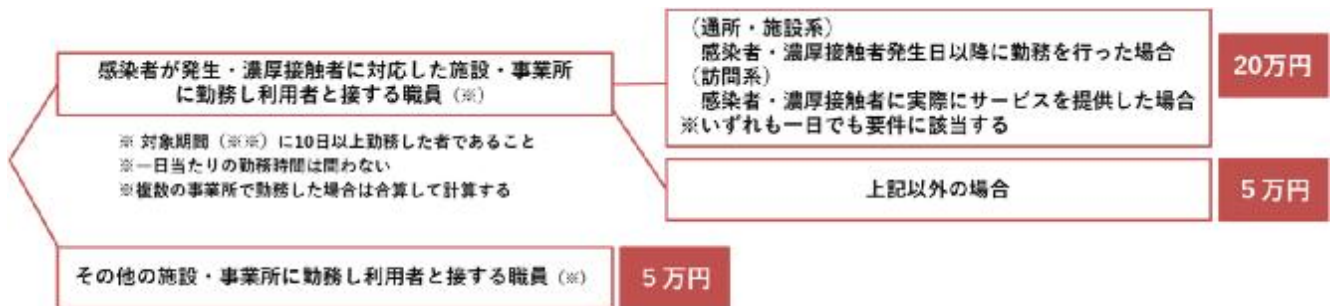 感染者が発生・濃厚接触者に対応した施設・事業所
に勤務し利用者と接する職員（※）
※ 対象期間（※※）に10日以上勤務した者であること
※一日当たりの勤務時間は問わない
※複数の事業所で勤務した場合は合算して計算する
（通所・施設系）
感染者・濃厚接触者発生日以降に勤務を行った場合
（訪問系）
感染者・濃厚接触者に実際にサービスを提供した場合
※いずれも一日でも要件に該当する
20万円
上記以外の場合
５万円
その他の施設・事業所に勤務し利用者と接する職員（※）
５万円